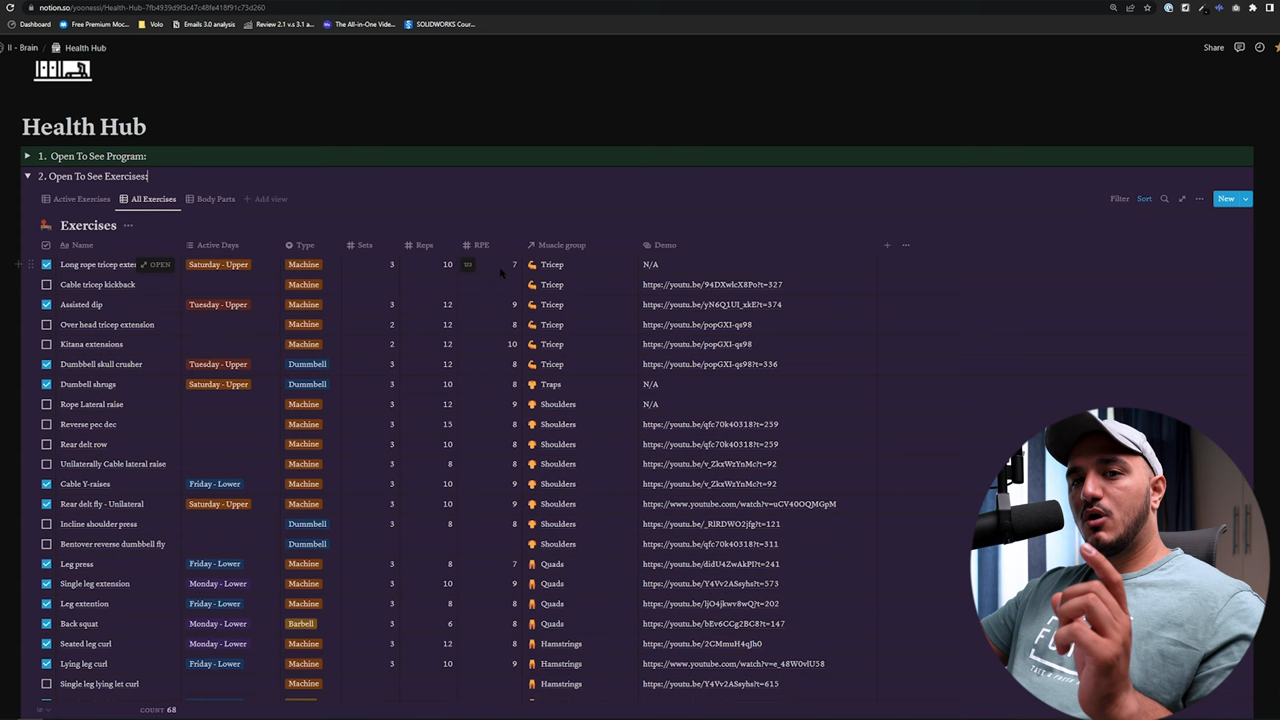 notion.so/yoonessi/Health-Hub-7fb4939d9f3c47c48fe418f91c73d260
Dashboard Free Premium Moc... Volo Emails 3.0 analysis Review 2.1 v.s 3.1 a... The All-in-One Video... SOLIDWORKS Cour...
II - Brain / Health Hub Share
Health Hub
1. Open To See Program:
2. Open To See Exercises:
Active Exercises All Exercises Body Parts + Add view Filter Sort New
Exercises
Name Active Days Type Sets Reps RPE Muscle group Demo
Long rope tricep exten OPEN Saturday - Upper Machine 3 10 7 Tricep N/A
Cable tricep kickback Machine Tricep https://youtu.be/94DXwlcX8Po?t=327
Assisted dip Tuesday - Upper Machine 3 12 9 Tricep https://youtu.be/yN6Q1UI_xkE?t=374
Over head tricep extension Machine 2 12 8 Tricep https://youtu.be/popGXI-qs98
Kitana extensions Machine 2 12 10 Tricep https://youtu.be/popGXI-qs98
Dumbbell skull crusher Tuesday - Upper Dummbell 3 12 8 Tricep https://youtu.be/popGXI-qs98?t=336
Dumbell shrugs Saturday - Upper Dummbell 3 10 8 Traps N/A
Rope Lateral raise Machine 3 12 9 Shoulders N/A
Reverse pec dec Machine 3 15 8 Shoulders https://youtu.be/qfc70k40318?t=259
Rear delt row Machine 3 10 8 Shoulders https://youtu.be/qfc70k40318?t=259
Unilaterally Cable lateral raise Machine 3 8 8 Shoulders https://youtu.be/v_ZkxWzYnMc?t=92
Cable Y-raises Friday - Lower Machine 3 10 9 Shoulders https://youtu.be/v_ZkxWzYnMc?t=92
Rear delt fly - Unilateral Saturday - Upper Machine 3 10 9 Shoulders https://www.youtube.com/watch?v=uCV40OQMGpM
Incline shoulder press Dummbell 3 8 8 Shoulders https://youtu.be/_RlRDWO2jfg?t=121
Bentover reverse dumbbell fly Dummbell Shoulders https://youtu.be/qfc70k40318?t=311
Leg press Friday - Lower Machine 3 8 7 Quads https://youtu.be/didU4ZwAkPI?t=241
Single leg extension Monday - Lower Machine 3 10 9 Quads https://youtu.be/Y4Vv2ASyhs?t=573
Leg extention Friday - Lower Machine 3 8 8 Quads https://youtu.be/ljO4jkwv8wQ?t=202
Back squat Monday - Lower Barbell 3 6 8 Quads https://youtu.be/bEv6CCg2BC8?t=147
Seated leg curl Monday - Lower Machine 3 12 8 Hamstrings https://youtu.be/2CMmuH4qJh0
Lying leg curl Friday - Lower Machine 3 10 9 Hamstrings https://www.youtube.com/watch?v=e_48W0vlU58
Single leg lying let curl Machine Hamstrings https://youtu.be/Y4Vv2ASyhs?t=615
COUNT 68